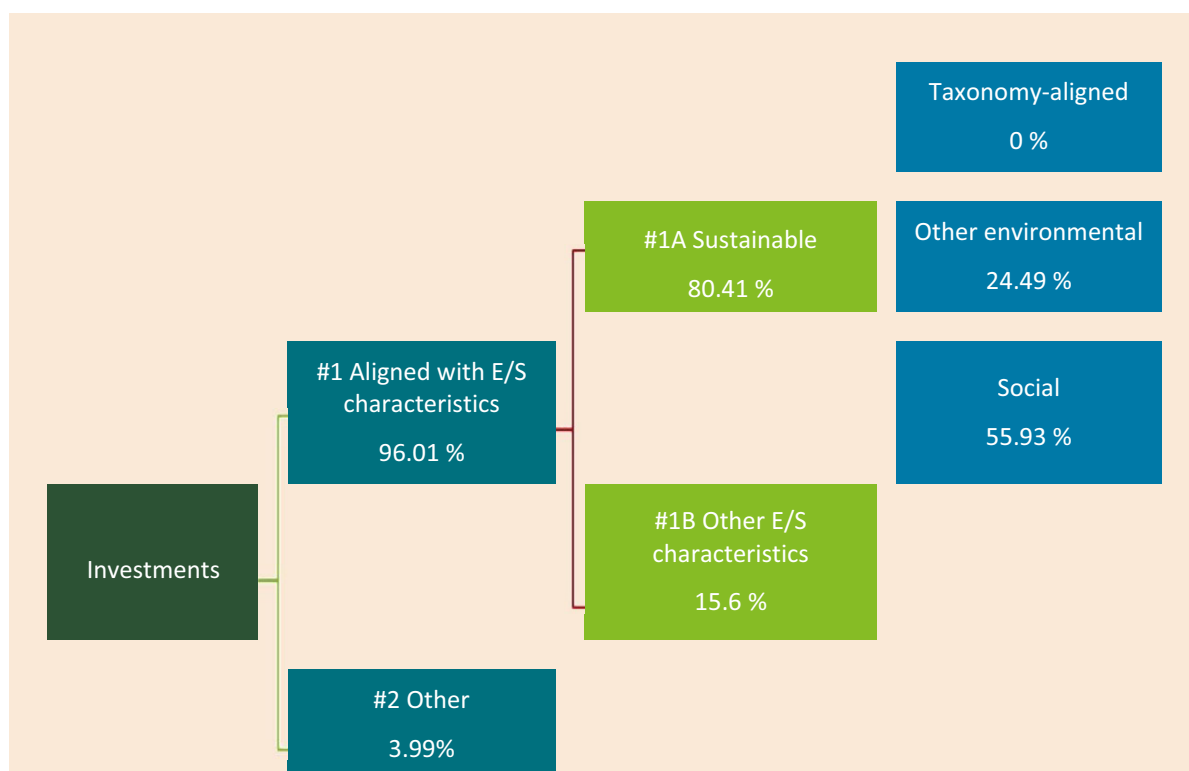 Investments
#1 Aligned with E/S
characteristics
96.01 %
#2 Other
3.99%
#1A Sustainable
80.41 %
#1B Other E/S
characteristics
15.6 %
Taxonomy-aligned
0 %
Other environmental
24.49 %
Social
55.93 %